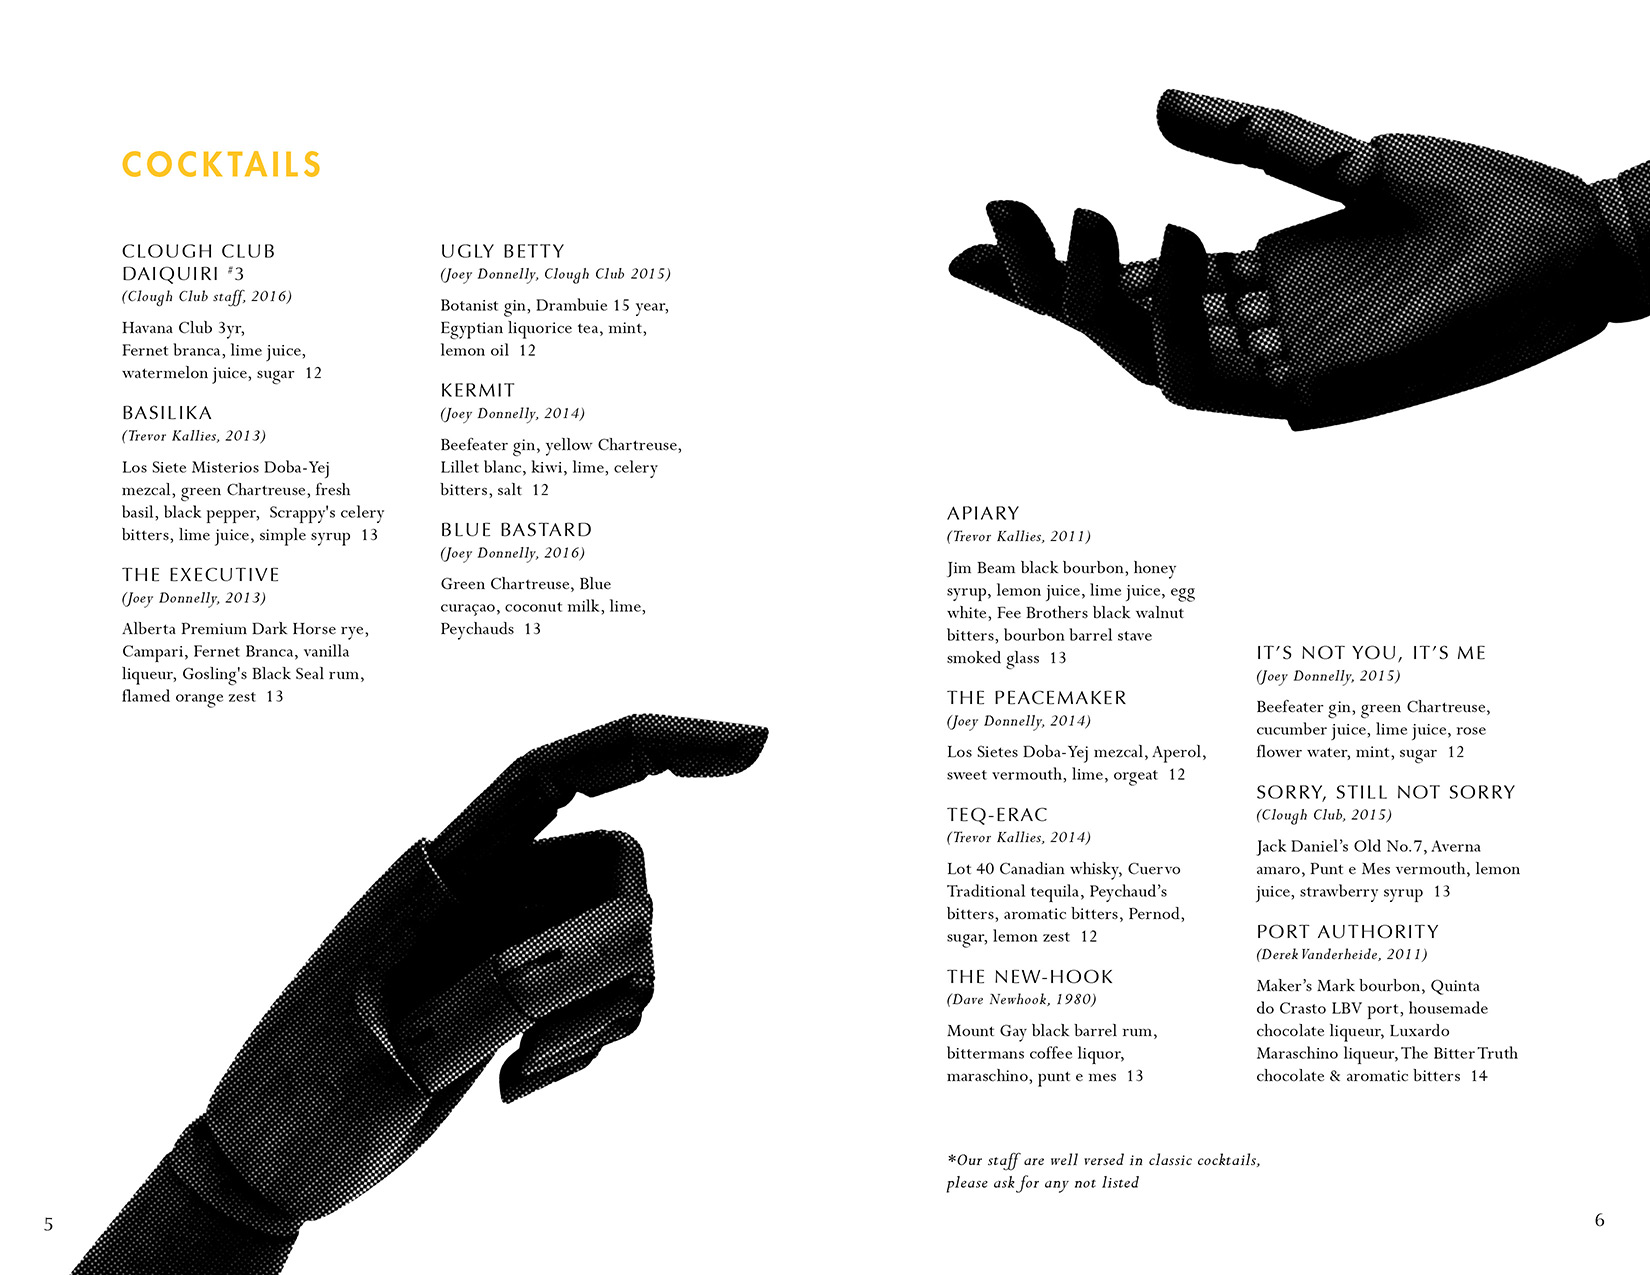 COCKTAILS
CLOUGH CLUB
DAIQUIRI #3
(Clough Club staff, 2016)
Havana Club 3yr,
Fernet branca, lime juice,
watermelon juice, sugar 12
BASILIKA
(Trevor Kallies, 2013)
Los Siete Misterios Doba-Yej
mezcal, green Chartreuse, fresh
basil, black pepper, Scrappy's celery
bitters, lime juice, simple syrup 13
THE EXECUTIVE
(Joey Donnelly, 2013)
Alberta Premium Dark Horse rye,
Campari, Fernet Branca, vanilla
liqueur, Gosling's Black Seal rum,
flamed orange zest 13
UGLY BETTY
(Joey Donnelly, Clough Club 2015)
Botanist gin, Drambuie 15 year,
Egyptian liquorice tea, mint,
lemon oil 12
KERMIT
(Joey Donnelly, 2014)
Beefeater gin, yellow Chartreuse,
Lillet blanc, kiwi, lime, celery
bitters, salt 12
BLUE BASTARD
(Joey Donnelly, 2016)
Green Chartreuse, Blue
curaçao, coconut milk, lime,
Peychauds 13
5
APIARY
(Trevor Kallies, 2011)
Jim Beam black bourbon, honey
syrup, lemon juice, lime juice, egg
white, Fee Brothers black walnut
bitters, bourbon barrel stave
smoked glass 13
THE PEACEMAKER
(Joey Donnelly, 2014)
Los Sietes Doba-Yej mezcal, Aperol,
sweet vermouth, lime, orgeat 12
TEQ-ERAC
(Trevor Kallies, 2014)
Lot 40 Canadian whisky, Cuervo
Traditional tequila, Peychaud’s
bitters, aromatic bitters, Pernod,
sugar, lemon zest 12
THE NEW-HOOK
(Dave Newhook, 1980)
Mount Gay black barrel rum,
bittermans coffee liquor,
maraschino, punt e mes 13
IT’S NOT YOU, IT’S ME
(Joey Donnelly, 2015)
Beefeater gin, green Chartreuse,
cucumber juice, lime juice, rose
flower water, mint, sugar 12
SORRY, STILL NOT SORRY
(Clough Club, 2015)
Jack Daniel’s Old No.7, Averna
amaro, Punt e Mes vermouth, lemon
juice, strawberry syrup 13
PORT AUTHORITY
(Derek Vanderheide, 2011)
Maker’s Mark bourbon, Quinta
do Crasto LBV port, housemade
chocolate liqueur, Luxardo
Maraschino liqueur, The Bitter Truth
chocolate & aromatic bitters 14
*Our staff are well versed in classic cocktails,
please ask for any not listed
6